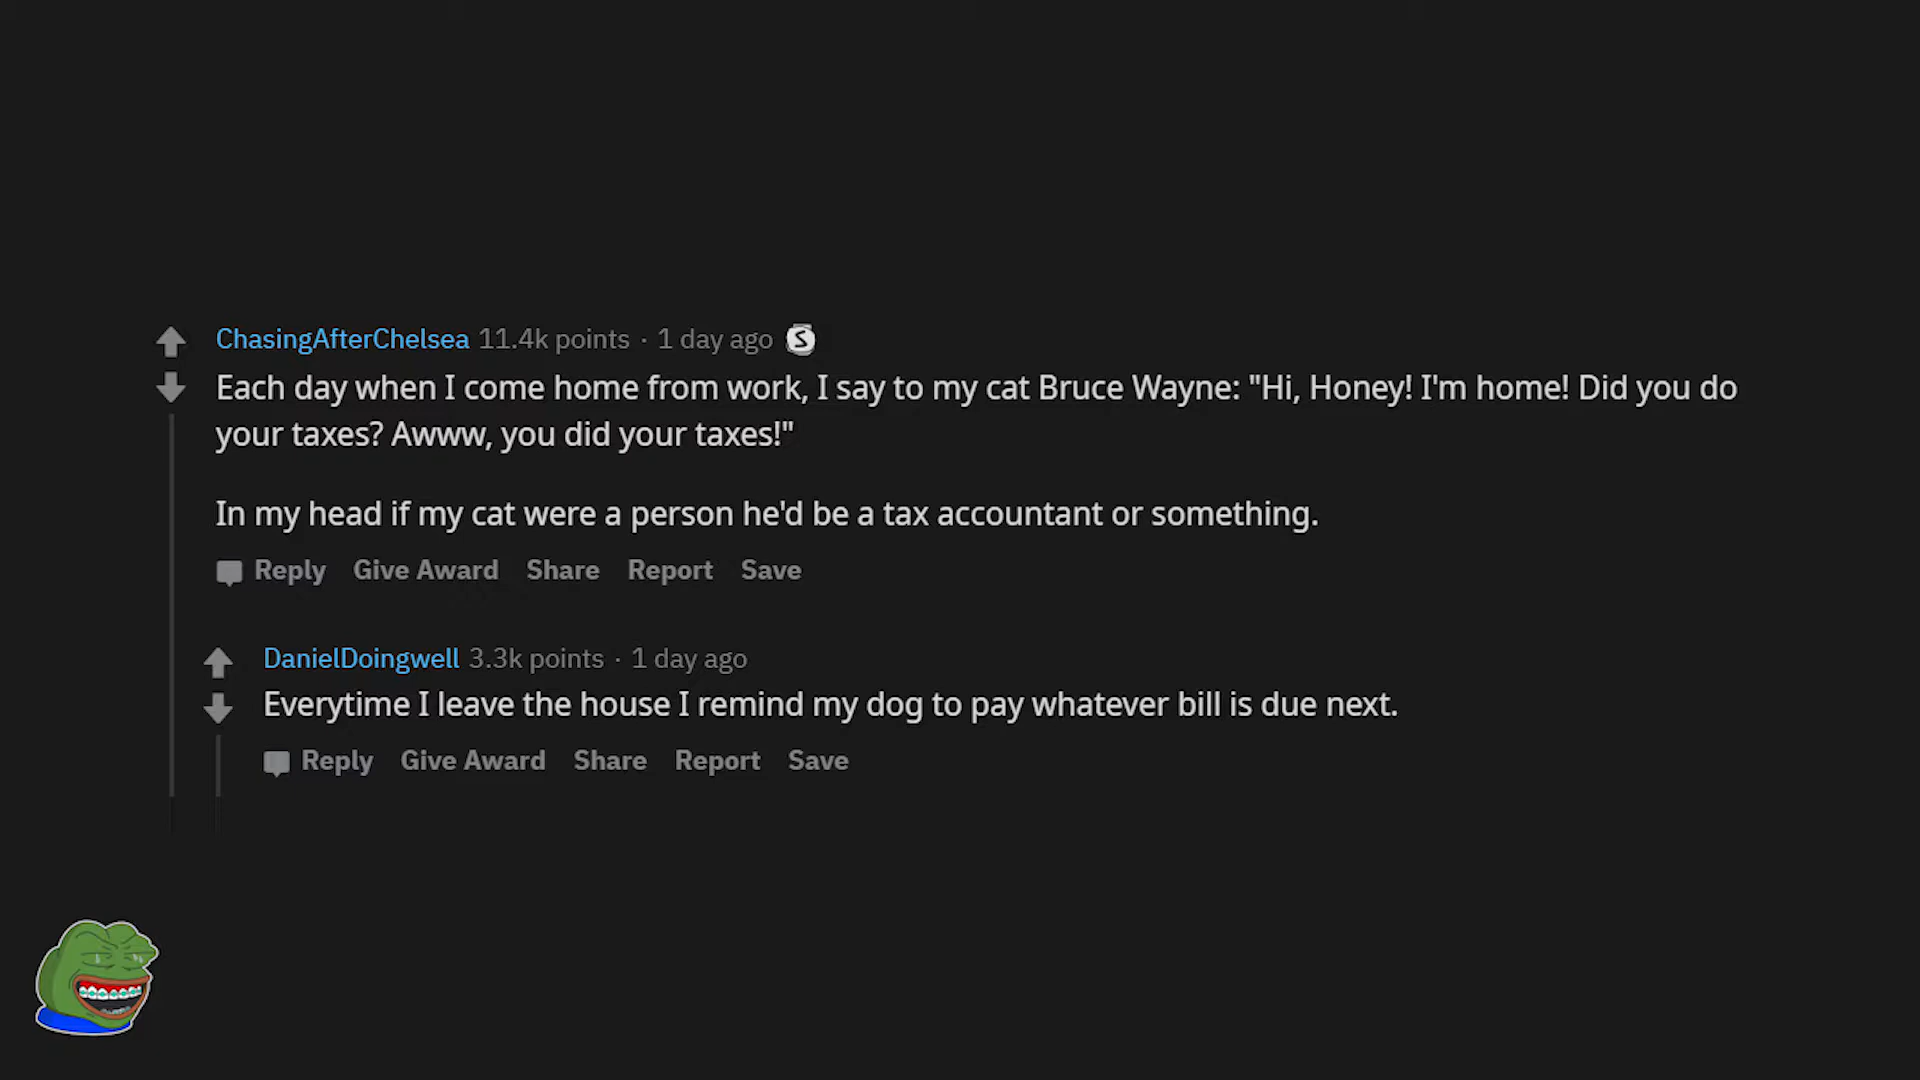 ChasingAfterChelsea 11.4k points · 1 day ago S
Each day when I come home from work, I say to my cat Bruce Wayne: "Hi, Honey! I'm home! Did you do
your taxes? Awww, you did your taxes!"
In my head if my cat were a person he'd be a tax accountant or something.
Reply Give Award Share Report Save
DanielDoingwell 3.3k points · 1 day ago
Everytime I leave the house I remind my dog to pay whatever bill is due next.
Reply Give Award Share Report Save